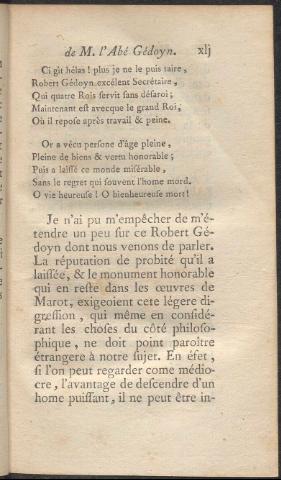 de M. l'Abé Gédoyn. xlj
Ci gît hélas ! plus je ne le puis taire,
Robert Gédoyn excélent Secrétaire,
Qui quatre Rois servit sans désaroi ;
Maintenant est avecque le grand Roi,
Où il repose après travail & peine.
Or a vécu persone d'âge pleine,
Pleine de biens & vertu honorable ;
Puis a laissé ce monde misérable,
Sans le regret qui souvent l'home mord.
O vie heureuse ! O bienheureuse mort !
Je n'ai pu m'empêcher de m'é-
tendre un peu sur ce Robert Gé-
doyn dont nous venons de parler.
La réputation de probité qu'il a
laissée, & le monument honorable
qui en reste dans les œuvres de
Marot, exigeoient cette légere di-
gression, qui même en considé-
rant les choses du côté philoso-
phique, ne doit point paroître
étrangere à notre sujet. En éfet,
si l'on peut regarder come médio-
cre, l'avantage de descendre d'un
home puissant, il ne peut être in-